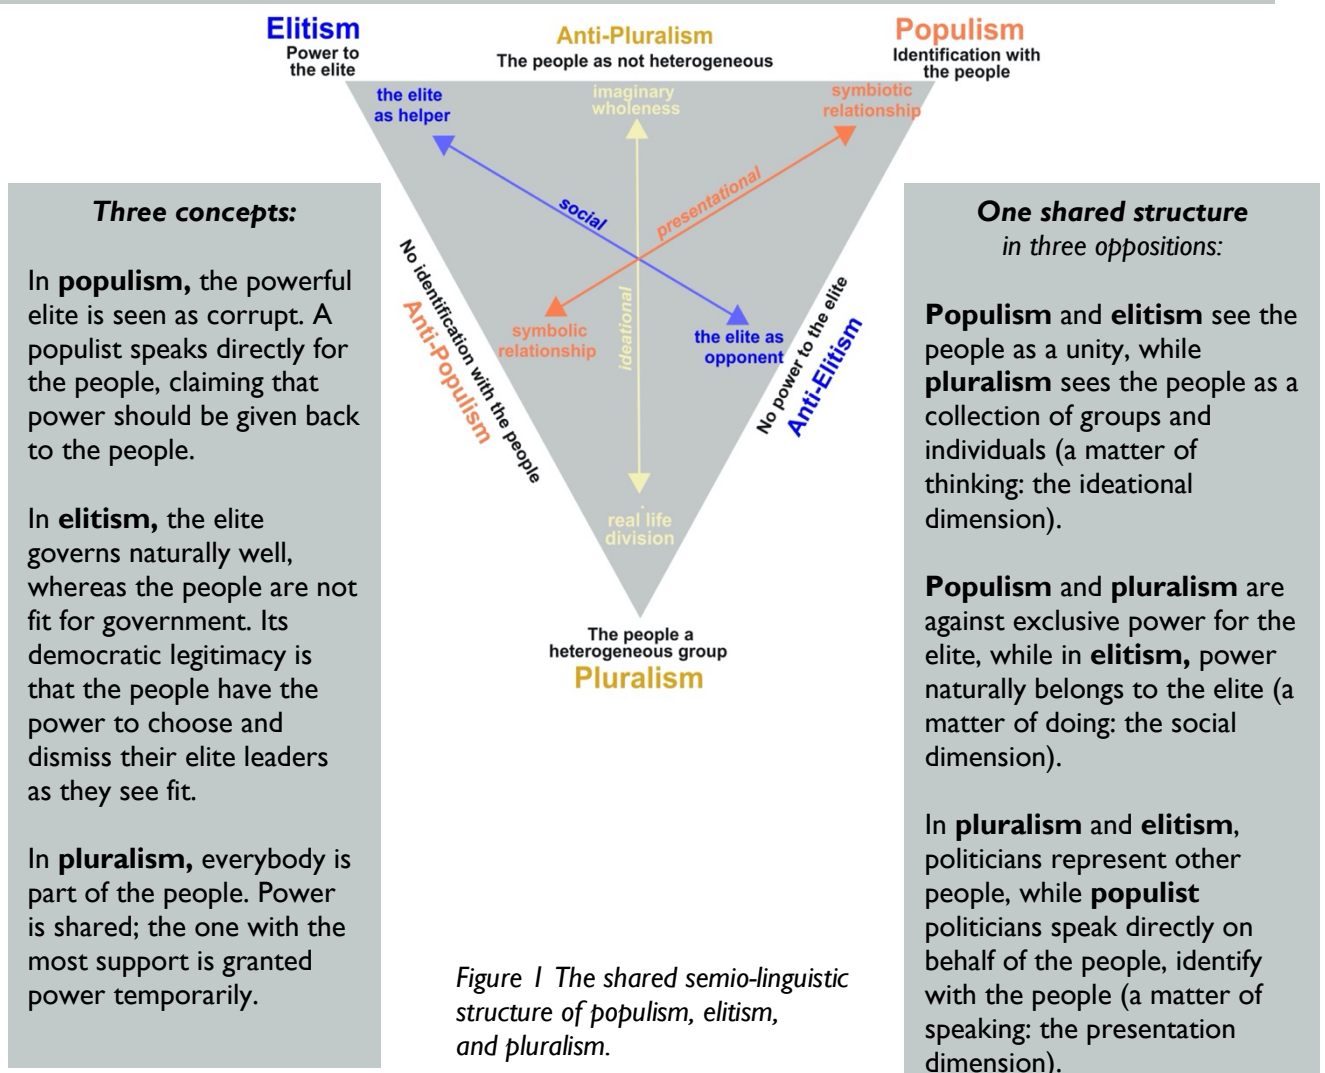 Elitism
Power to
the elite
Anti-Pluralism
The people as not heterogeneous
Populism
Identification with
the people
the elite
as helper
imaginary
wholeness
symbiotic
relationship
social
presentational
ideational
symbolic
relationship
the elite as
opponent
No identification with the people
Anti-Populism
No power to the elite
Anti-Elitism
real life
division
The people a
heterogeneous group
Pluralism
Three concepts:
In populism, the powerful
elite is seen as corrupt. A
populist speaks directly for
the people, claiming that
power should be given back
to the people.
In elitism, the elite
governs naturally well,
whereas the people are not
fit for government. Its
democratic legitimacy is
that the people have the
power to choose and
dismiss their elite leaders
as they see fit.
In pluralism, everybody is
part of the people. Power
is shared; the one with the
most support is granted
power temporarily.
Figure 1 The shared semio-linguistic
structure of populism, elitism,
and pluralism.
One shared structure
in three oppositions:
Populism and elitism see the
people as a unity, while
pluralism sees the people as a
collection of groups and
individuals (a matter of
thinking: the ideational
dimension).
Populism and pluralism are
against exclusive power for the
elite, while in elitism, power
naturally belongs to the elite (a
matter of doing: the social
dimension).
In pluralism and elitism,
politicians represent other
people, while populist
politicians speak directly on
behalf of the people, identify
with the people (a matter of
speaking: the presentation
dimension).